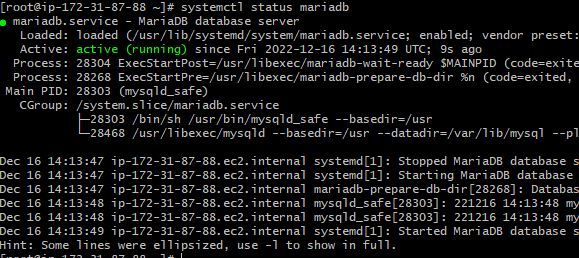 [root@ip-172-31-87-88 ~]# systemctl status mariadb
● mariadb.service - MariaDB database server
Loaded: loaded (/usr/lib/systemd/system/mariadb.service; enabled; vendor preset:
Active: active (running) since Fri 2022-12-16 14:13:49 UTC; 9s ago
Process: 28304 ExecStartPost=/usr/libexec/mariadb-wait-ready $MAINPID (code=exite
Process: 28268 ExecStartPre=/usr/libexec/mariadb-prepare-db-dir %n (code=exited,
Main PID: 28303 (mysqld_safe)
CGroup: /system.slice/mariadb.service
├─28303 /bin/sh /usr/bin/mysqld_safe --basedir=/usr
└─28468 /usr/libexec/mysqld --basedir=/usr --datadir=/var/lib/mysql --pl
Dec 16 14:13:47 ip-172-31-87-88.ec2.internal systemd[1]: Stopped MariaDB database s
Dec 16 14:13:47 ip-172-31-87-88.ec2.internal systemd[1]: Starting MariaDB database
Dec 16 14:13:47 ip-172-31-87-88.ec2.internal mariadb-prepare-db-dir[28268]: Databas
Dec 16 14:13:48 ip-172-31-87-88.ec2.internal mysqld_safe[28303]: 221216 14:13:48 my
Dec 16 14:13:48 ip-172-31-87-88.ec2.internal mysqld_safe[28303]: 221216 14:13:48 my
Dec 16 14:13:49 ip-172-31-87-88.ec2.internal systemd[1]: Started MariaDB database s
Hint: Some lines were ellipsized, use -l to show in full.
[root@ip-172-31-87-88 ~]#